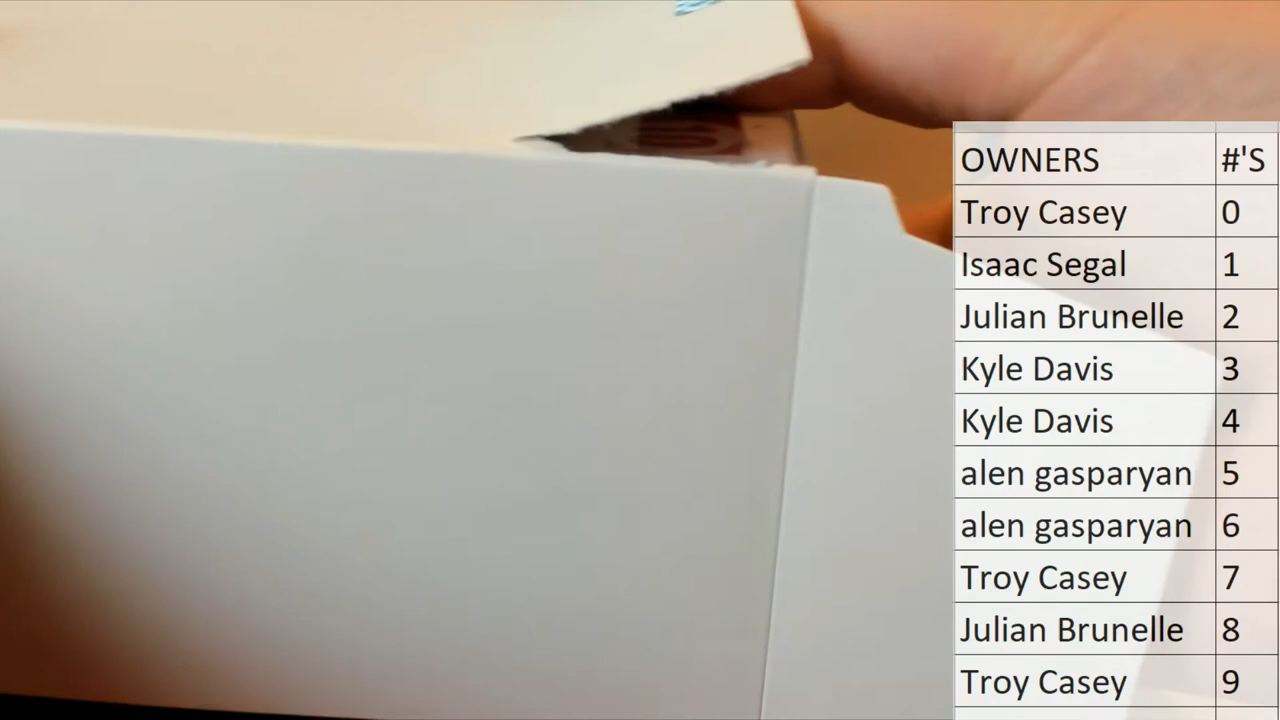 OWNERS #'S
Troy Casey 0
Isaac Segal 1
Julian Brunelle 2
Kyle Davis 3
Kyle Davis 4
alen gasparyan 5
alen gasparyan 6
Troy Casey 7
Julian Brunelle 8
Troy Casey 9